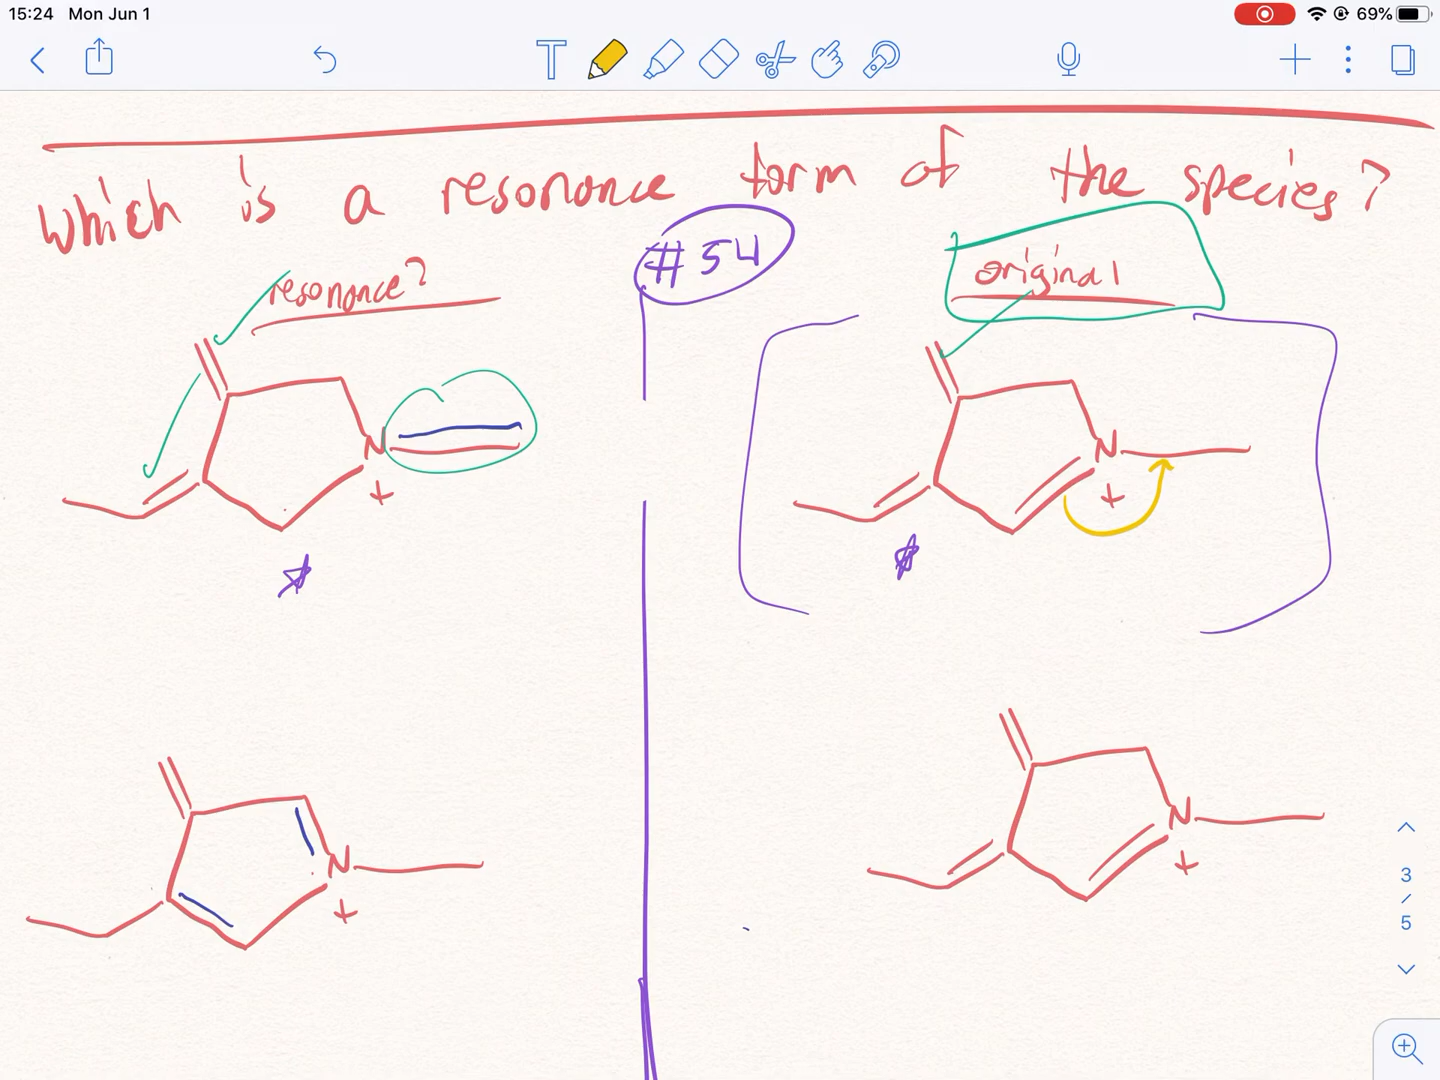 15:24 Mon Jun 1
69%
T
Which is a resonance form of the species?
#54
resonance?
original
N
+
N
+
N
+
N
+
3
/
5